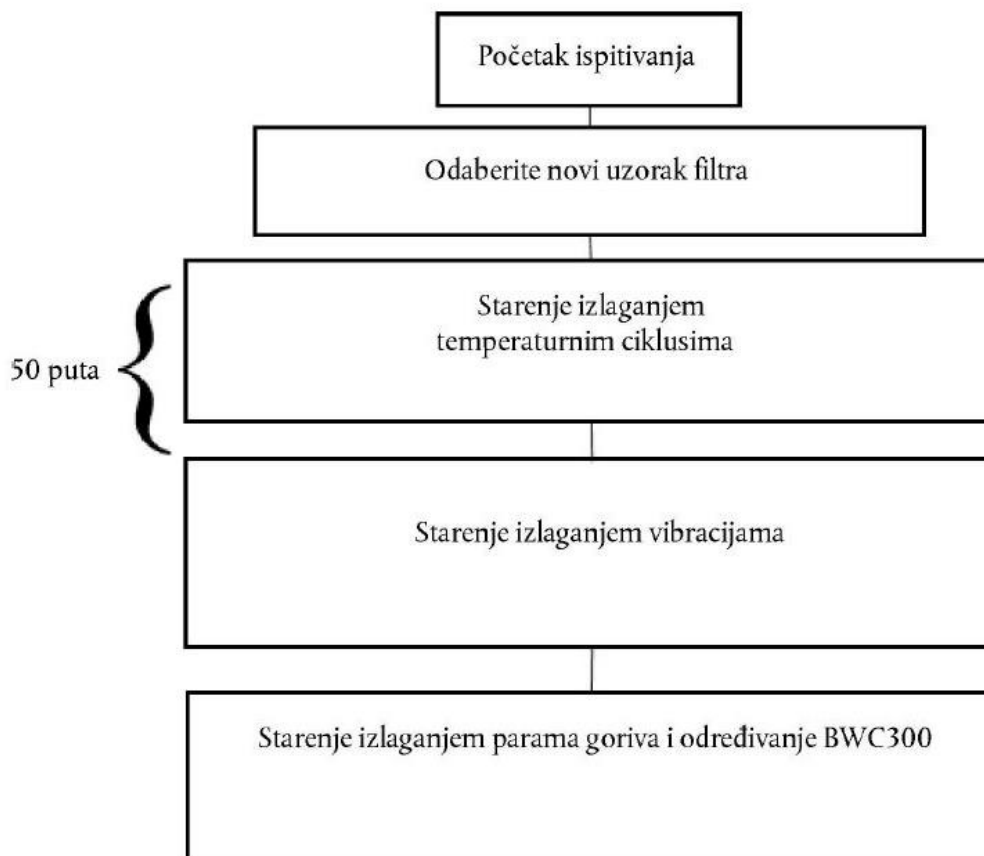 Početak ispitivanja
Odaberite novi uzorak filtra
Starenje izlaganjem
temperaturnim ciklusima
50 puta
Starenje izlaganjem vibracijama
Starenje izlaganjem parama goriva i određivanje BWC300